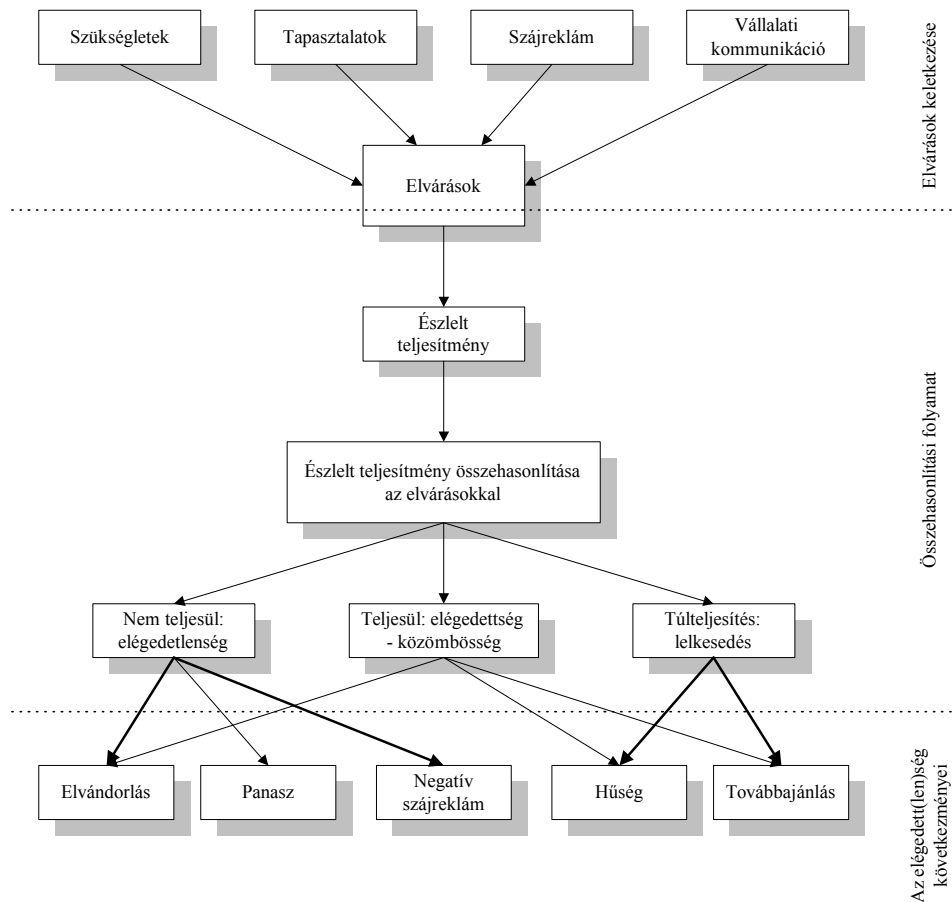 Szükségletek
Tapasztalatok
Szájreklám
Vállalati
kommunikáció
Elvárások keletkezése
Elvárások
Észlelt
teljesítmény
Összehasonlítási folyamat
Észlelt teljesítmény összehasonlítása
az elvárásokkal
Nem teljesül:
elégedetlenség
Teljesül: elégedettség
- közömbösség
Túlteljesítés:
lelkesedés
Elvándorlás
Panasz
Negatív
szájreklám
Hűség
Továbbajánlás
Az elégedett(len)ség
következményei